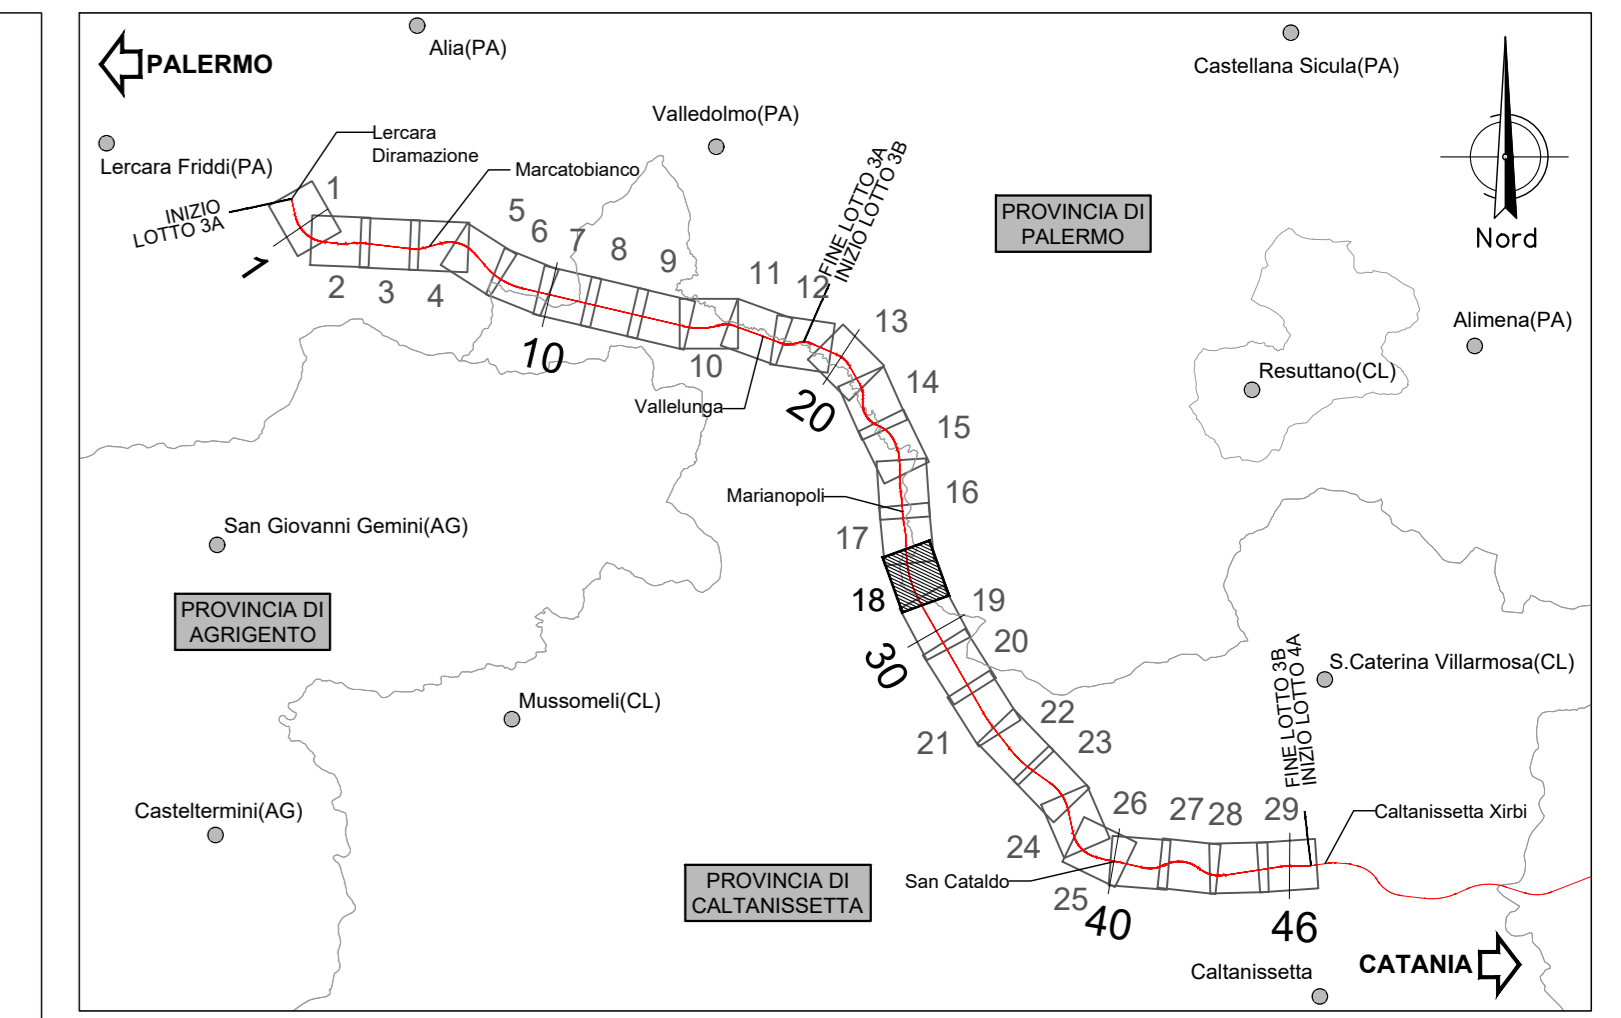 PALERMO
Alia(PA)
Castellana Sicula(PA)
Valledolmo(PA)
Lercara
Diramazione
Lercara Friddi(PA)
Marcatobianco
INIZIO
LOTTO 3A
FINE LOTTO 3A
INIZIO LOTTO 3B
PROVINCIA DI
PALERMO
Nord
1
1
2
3
4
5
6
7
8
9
10
10
11
12
13
Alimena(PA)
Resuttano(CL)
Vallelunga
20
14
15
Marianopoli
16
17
San Giovanni Gemini(AG)
PROVINCIA DI
AGRIGENTO
18
19
20
30
S.Caterina Villarmosa(CL)
FINE LOTTO 3B
INIZIO LOTTO 4A
Mussomeli(CL)
21
22
23
Casteltermini(AG)
24
25
26
27
28
29
Caltanissetta Xirbi
San Cataldo
PROVINCIA DI
CALTANISSETTA
40
46
Caltanissetta
CATANIA